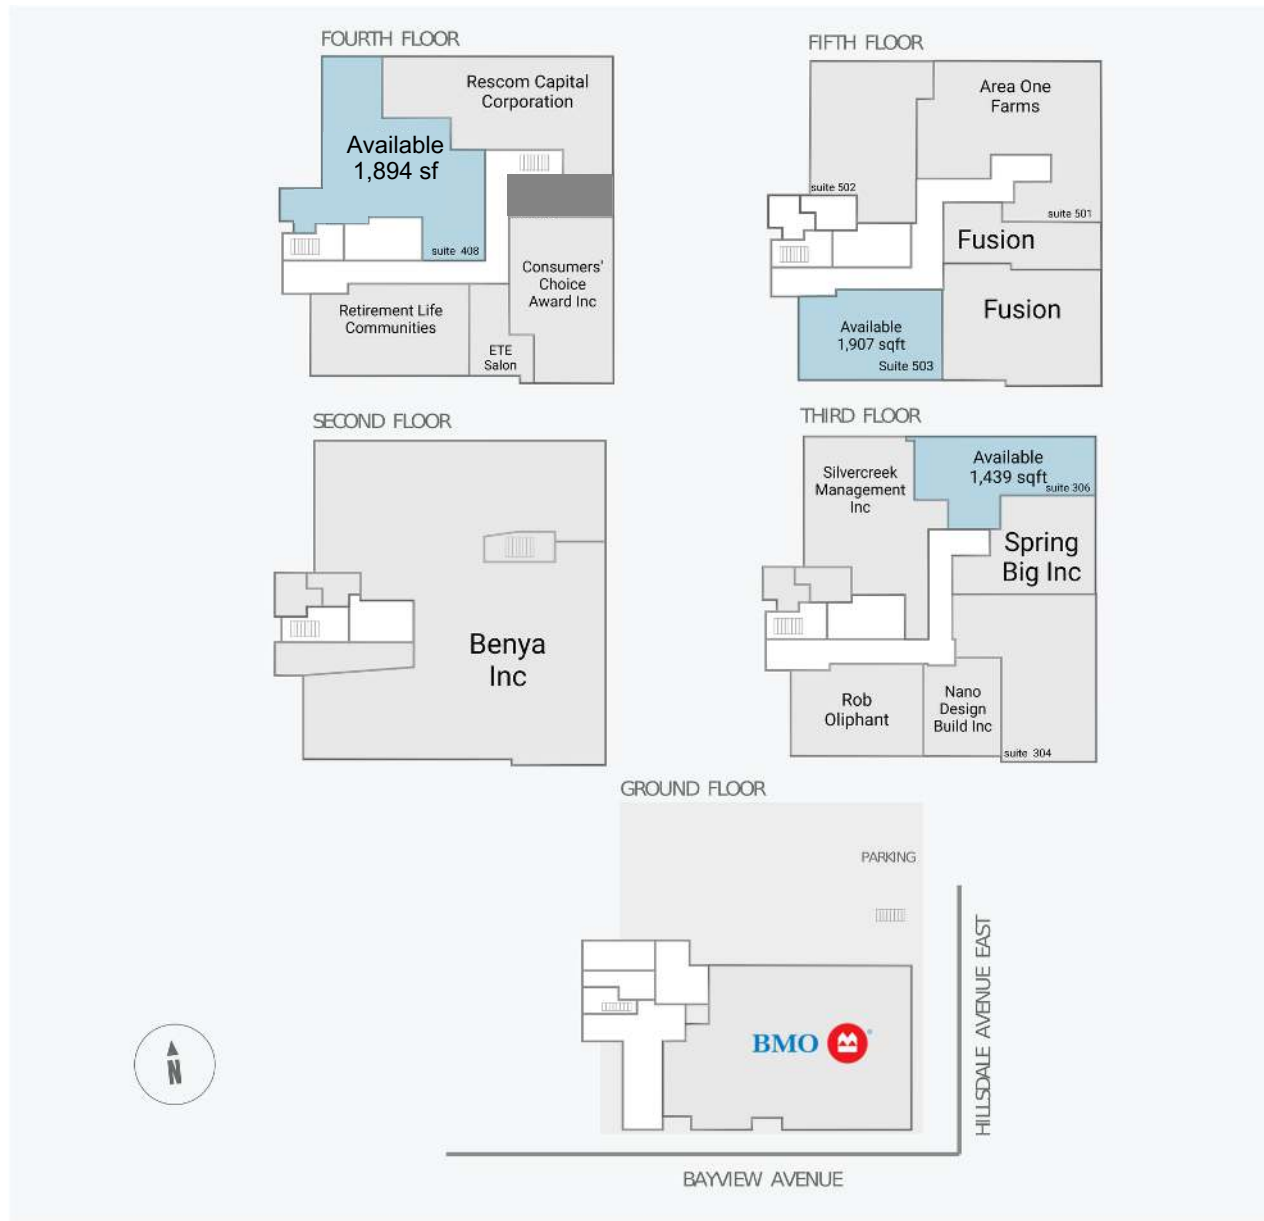 FOURTH FLOOR
Rescom Capital
Corporation
Available
1,894 sf
suite 408
Consumers'
Choice
Award Inc
Retirement Life
Communities
ETE
Salon
FIFTH FLOOR
Area One
Farms
suite 502
suite 501
Fusion
Fusion
Available
1,907 sqft
Suite 503
SECOND FLOOR
Benya
Inc
THIRD FLOOR
Silvercreek
Management
Inc
Available
1,439 sqft
suite 306
Spring
Big Inc
Rob
Oliphant
Nano
Design
Build Inc
suite 304
GROUND FLOOR
PARKING
BMO
®
HILLSDALE AVENUE EAST
N
BAYVIEW AVENUE